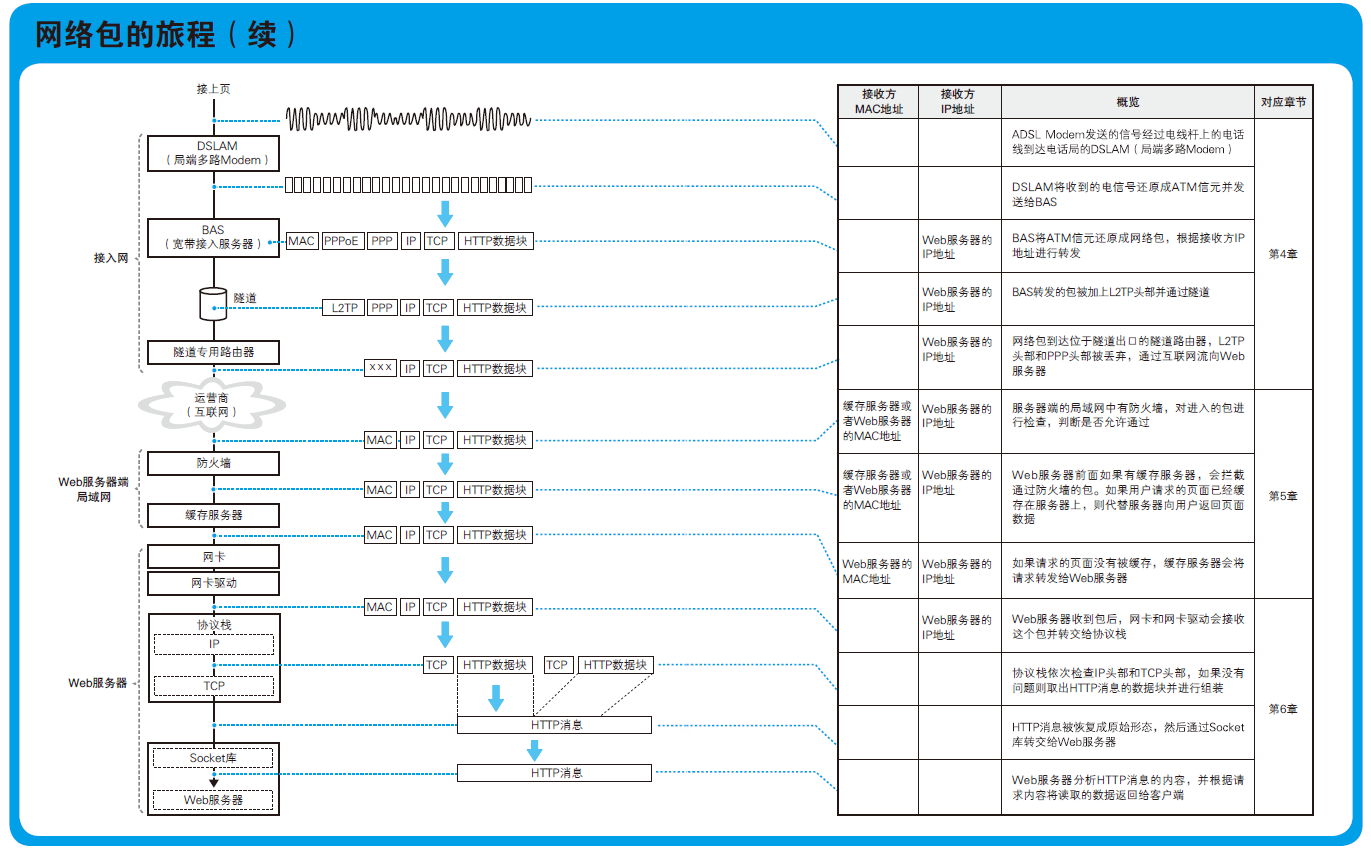 网络包的旅程（续）
接上页
DSLAM
（局端多路Modem）
BAS
（宽带接入服务器）
接入网
隧道
隧道专用路由器
运营商
（互联网）
防火墙
Web服务器端
局域网
缓存服务器
网卡
网卡驱动
协议栈
IP
TCP
Web服务器
Socket库
Web服务器
MAC PPPoE PPP IP TCP HTTP数据块
L2TP PPP IP TCP HTTP数据块
XXX IP TCP HTTP数据块
MAC IP TCP HTTP数据块
MAC IP TCP HTTP数据块
MAC IP TCP HTTP数据块
MAC IP TCP HTTP数据块
TCP HTTP数据块 TCP HTTP数据块
HTTP消息
HTTP消息
接收方
MAC地址
接收方
IP地址
概览
对应章节
ADSL Modem发送的信号经过电线杆上的电话
线到达电话局的DSLAM（局端多路Modem）
DSLAM将收到的电信号还原成ATM信元并发
送给BAS
Web服务器的
IP地址
BAS将ATM信元还原成网络包，根据接收方IP
地址进行转发
第4章
Web服务器的
IP地址
BAS转发的包被加上L2TP头部并通过隧道
Web服务器的
IP地址
网络包到达位于隧道出口的隧道路由器，L2TP
头部和PPP头部被丢弃，通过互联网流向Web
服务器
缓存服务器或
者Web服务器
的MAC地址
Web服务器的
IP地址
服务器端的局域网中有防火墙，对进入的包进
行检查，判断是否允许通过
缓存服务器或
者Web服务器
的MAC地址
Web服务器的
IP地址
Web服务器前面如果有缓存服务器，会拦截
通过防火墙的包。如果用户请求的页面已经缓
存在服务器上，则代替服务器向用户返回页面
数据
第5章
Web服务器的
MAC地址
Web服务器的
IP地址
如果请求的页面没有被缓存，缓存服务器会将
请求转发给Web服务器
Web服务器的
IP地址
Web服务器收到包后，网卡和网卡驱动会接收
这个包并转交给协议栈
协议栈依次检查IP头部和TCP头部，如果没有
问题则取出HTTP消息的数据块并进行组装
第6章
HTTP消息被恢复成原始形态，然后通过Socket
库转交给Web服务器
Web服务器分析HTTP消息的内容，并根据请
求内容将读取的数据返回给客户端